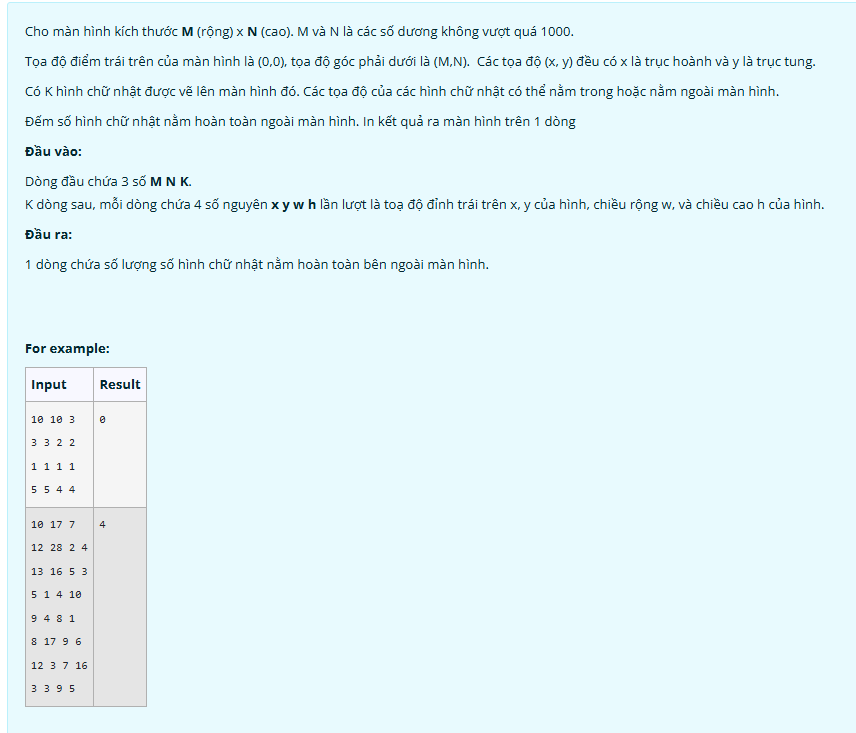 Cho màn hình kích thước M (rộng) x N (cao). M và N là các số dương không vượt quá 1000.
Tọa độ điểm trái trên của màn hình là (0,0), tọa độ góc phải dưới là (M,N). Các tọa độ (x, y) đều có x là trục hoành và y là trục tung.
Có K hình chữ nhật được vẽ lên màn hình đó. Các tọa độ của các hình chữ nhật có thể nằm trong hoặc nằm ngoài màn hình.
Đếm số hình chữ nhật nằm hoàn toàn ngoài màn hình. In kết quả ra màn hình trên 1 dòng
Đầu vào:
Dòng đầu chứa 3 số M N K.
K dòng sau, mỗi dòng chứa 4 số nguyên x y w h lần lượt là toạ độ đỉnh trái trên x, y của hình, chiều rộng w, và chiều cao h của hình.
Đầu ra:
1 dòng chứa số lượng số hình chữ nhật nằm hoàn toàn bên ngoài màn hình.
For example:
Input Result
10 10 3 0
3 3 2 2
1 1 1 1
5 5 4 4
10 17 7 4
12 28 2 4
13 16 5 3
5 1 4 10
9 4 8 1
8 17 9 6
12 3 7 16
3 3 9 5